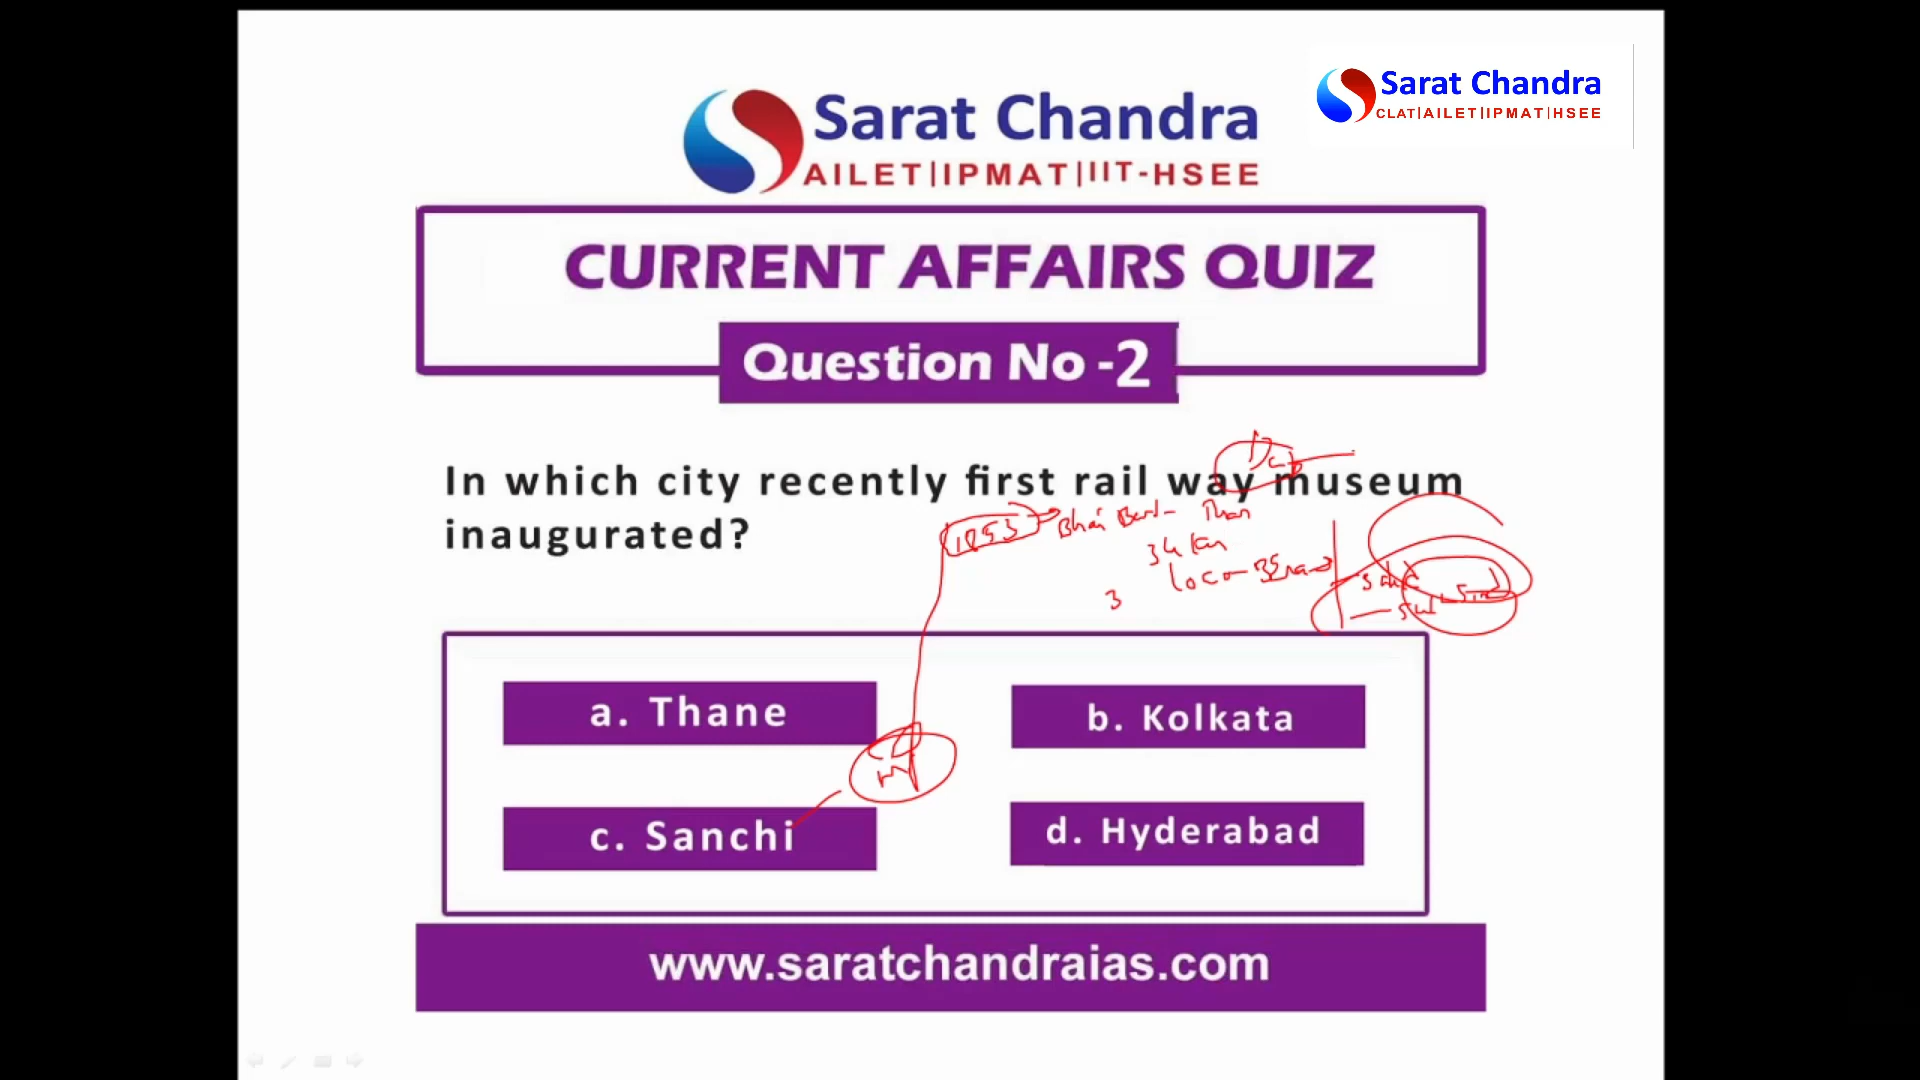 Sarat Chandra
CLAT|AILET|IPMAT|HSEE
Sarat Chandra
AILET|IPMAT|IIT-HSEE
CURRENT AFFAIRS QUIZ
Question No -2
In which city recently first rail way museum
inaugurated?
1853
34 km
3
a. Thane
b. Kolkata
c. Sanchi
d. Hyderabad
www.saratchandraias.com